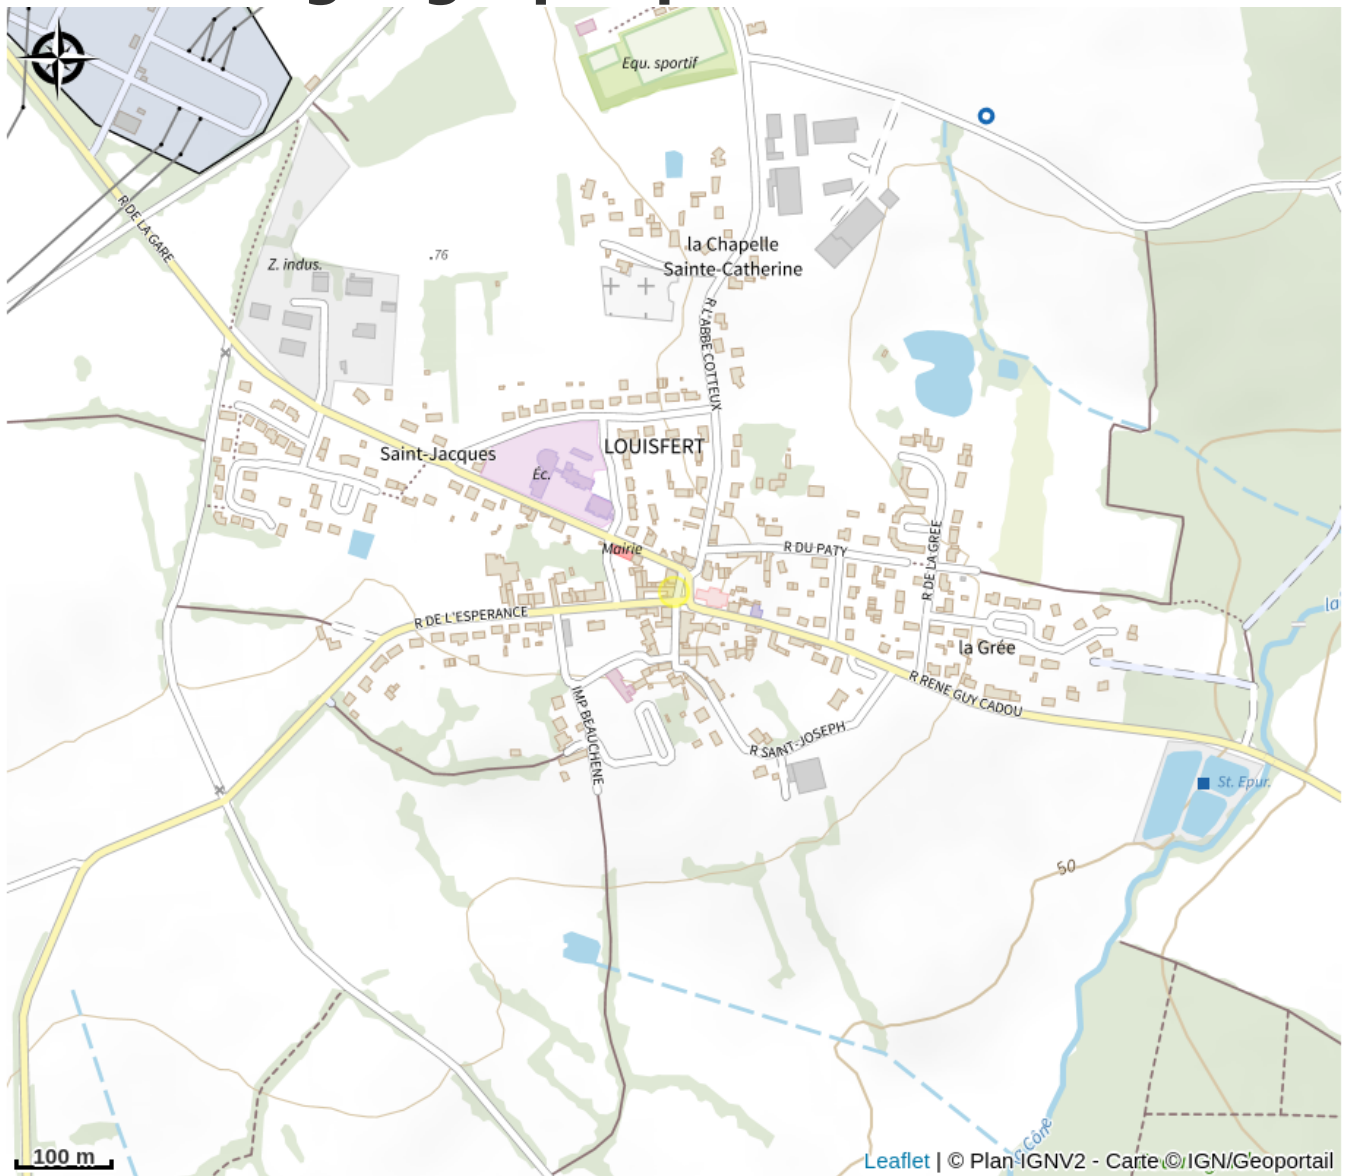 Equ. sportif
R DE LA GARE
la Chapelle
Sainte-Catherine
.76
Z. indus.
R L'ABBE COTTEUX
LOUISFERT
Saint-Jacques
Éc.
Mairie
R DU PATY
R DE LA GREE
la
R DE L'ESPERANCE
la Grée
R RENE GUY CADOU
IMP BEAUCHENE
R SAINT-JOSEPH
St. Epur.
50
Cône
100 m
Leaflet | © Plan IGNV2 - Carte © IGN/Geoportail